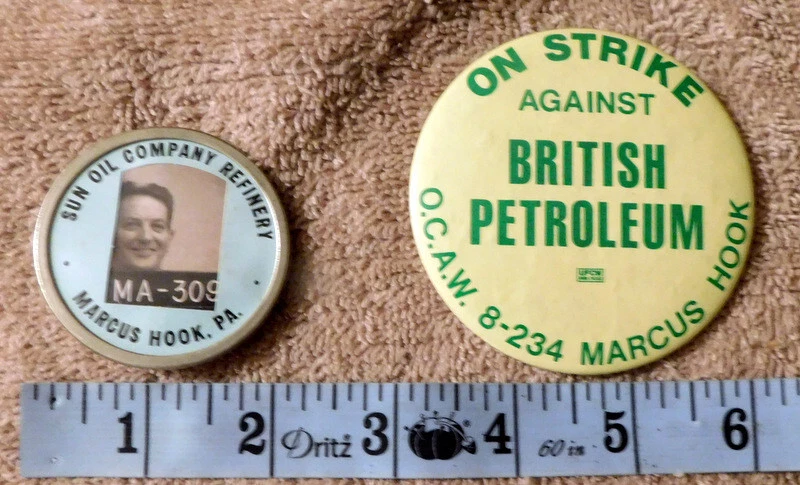 SUN OIL COMPANY REFINERY
MA-309
MARCUS HOOK, PA.
ON STRIKE
AGAINST
BRITISH
PETROLEUM
O.C.A.W. 8-234 MARCUS HOOK
1 2 Dritz 3 4 60 in 5 6